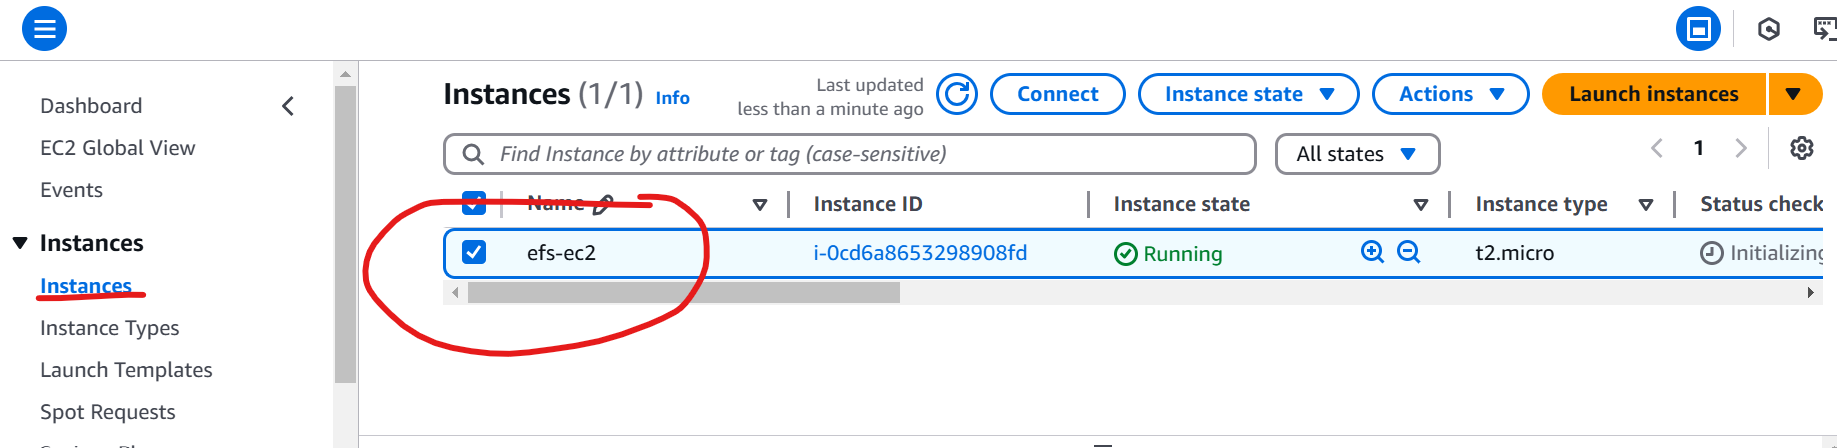 Dashboard
EC2 Global View
Events
Instances
Instances
Instance Types
Launch Templates
Spot Requests
Instances (1/1) Info
Last updated
less than a minute ago
Connect
Instance state
Actions
Launch instances
Find Instance by attribute or tag (case-sensitive)
All states
1
Name Instance ID Instance state Instance type Status check
efs-ec2 i-0cd6a8653298908fd Running t2.micro Initializing